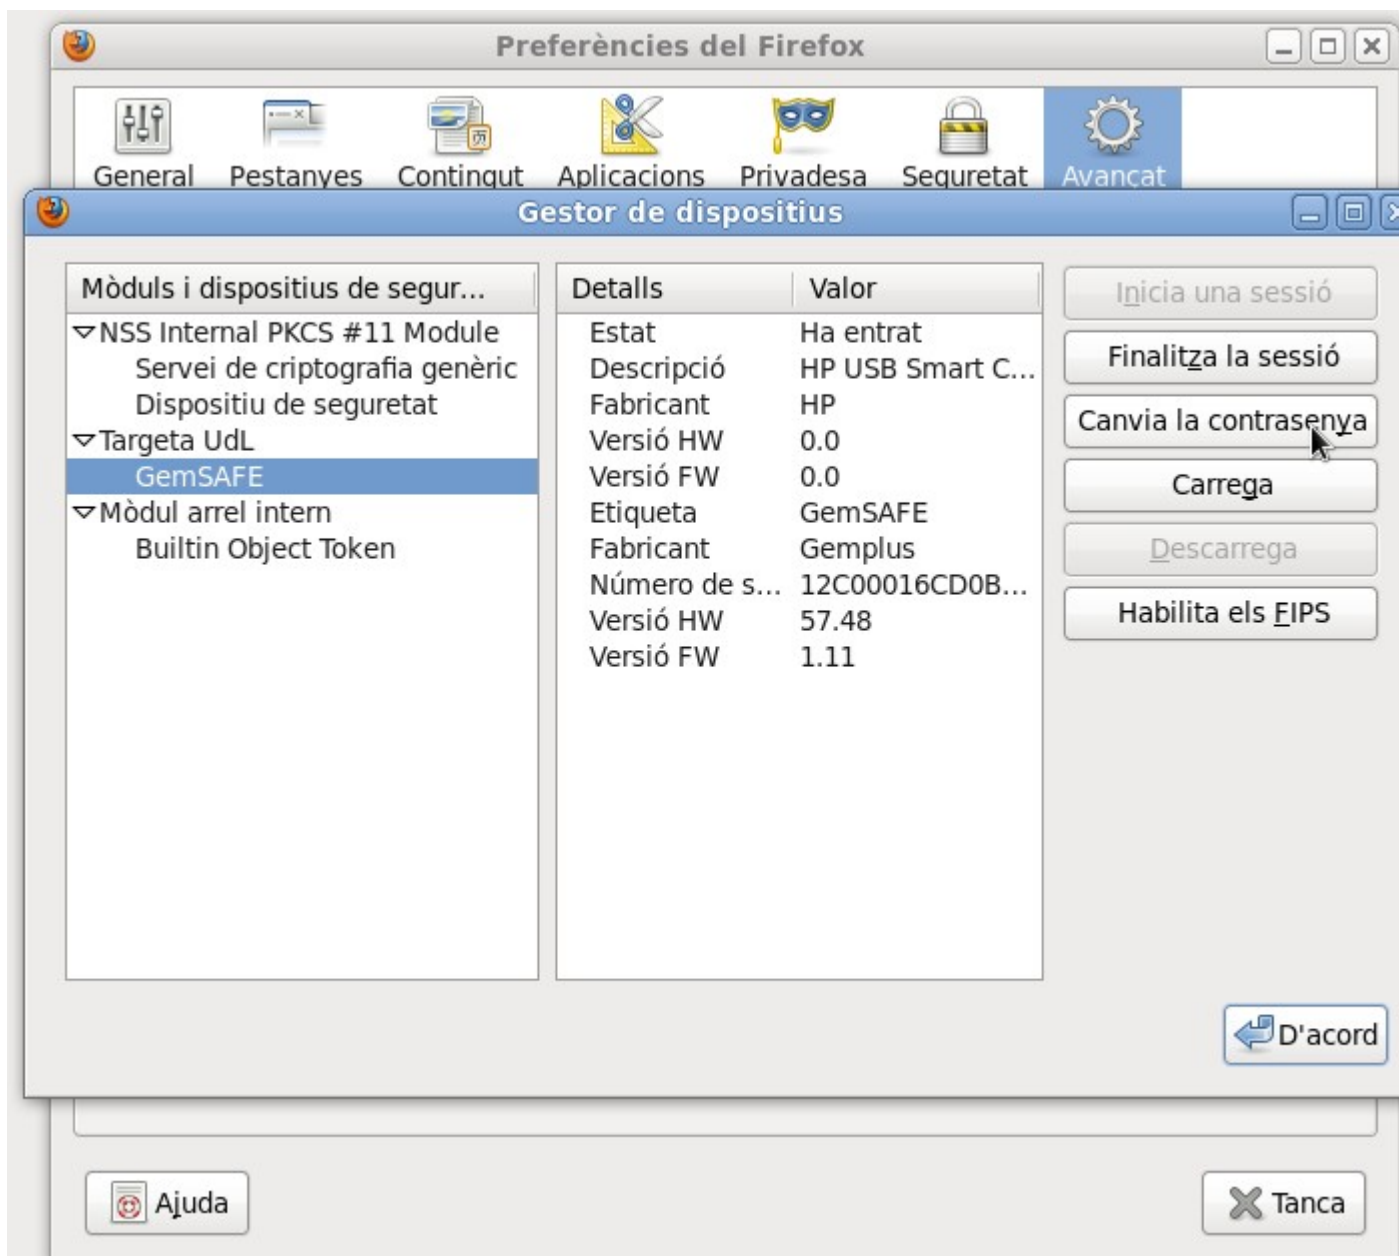 Preferències del Firefox
General Pestanyes Contingut Aplicacions Privadesa Seguretat Avançat
Gestor de dispositius
Mòduls i dispositius de segur...
NSS Internal PKCS #11 Module
Servei de criptografia genèric
Dispositiu de seguretat
Targeta UdL
GemSAFE
Mòdul arrel intern
Builtin Object Token
Detalls Valor
Estat Ha entrat
Descripció HP USB Smart C...
Fabricant HP
Versió HW 0.0
Versió FW 0.0
Etiqueta GemSAFE
Fabricant Gemplus
Número de s... 12C00016CD0B...
Versió HW 57.48
Versió FW 1.11
Inicia una sessió
Finalitza la sessió
Canvia la contrasenya
Carrega
Descarrega
Habilita els FIPS
D'acord
Ajuda
Tanca